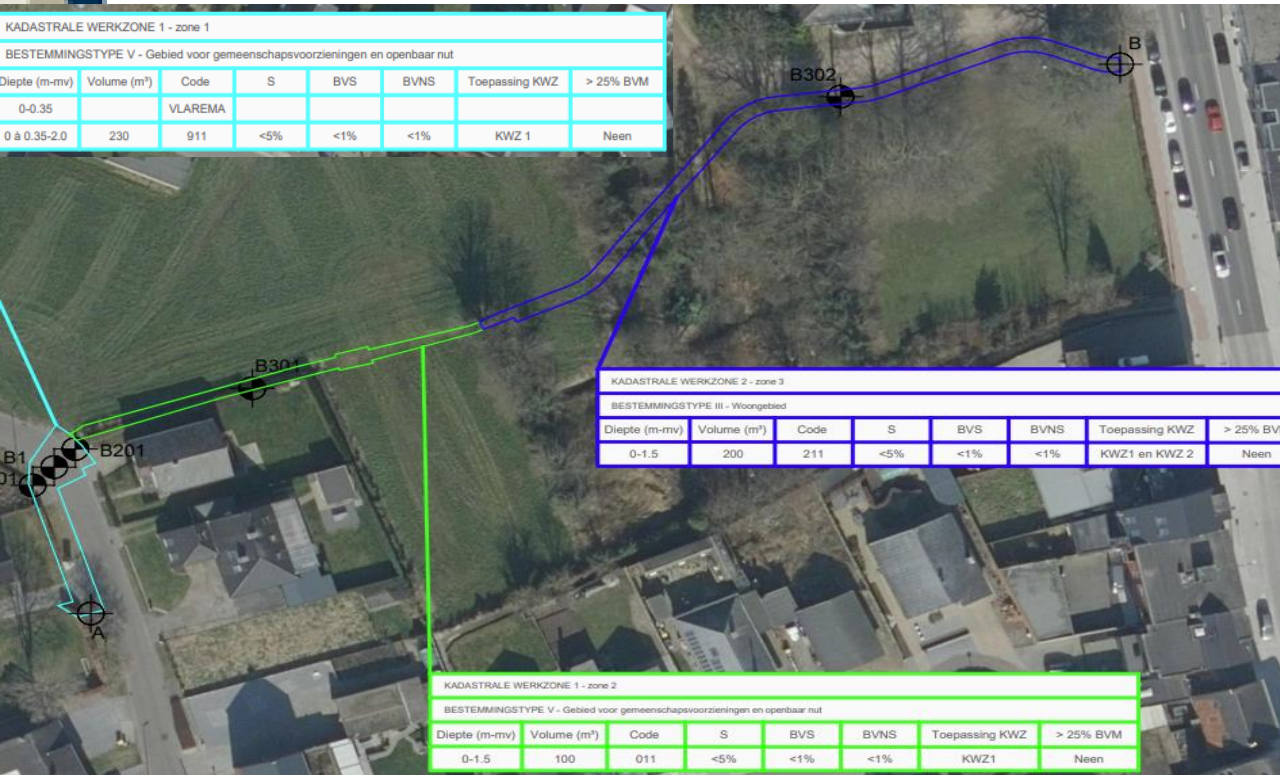 KADASTRALE WERKZONE 1 - zone 1
BESTEMMINGSTYPE V - Gebied voor gemeenschapsvoorzieningen en openbaar nut
Diepte (m-mv) Volume (m³) Code S BVS BVNS Toepassing KWZ > 25% BVM
0-0.35 VLAREMA
0 à 0.35-2.0 230 911 <5% <1% <1% KWZ 1 Neen
B
B302
B301
KADASTRALE WERKZONE 2 - zone 3
BESTEMMINGSTYPE III - Woongebied
Diepte (m-mv) Volume (m³) Code S BVS BVNS Toepassing KWZ > 25% BV
0-1.5 200 211 <5% <1% <1% KWZ1 en KWZ 2 Neen
B201
B1
01
A
KADASTRALE WERKZONE 1 - zone 2
BESTEMMINGSTYPE V - Gebied voor gemeenschapsvoorzieningen en openbaar nut
Diepte (m-mv) Volume (m³) Code S BVS BVNS Toepassing KWZ > 25% BVM
0-1.5 100 011 <5% <1% <1% KWZ1 Neen